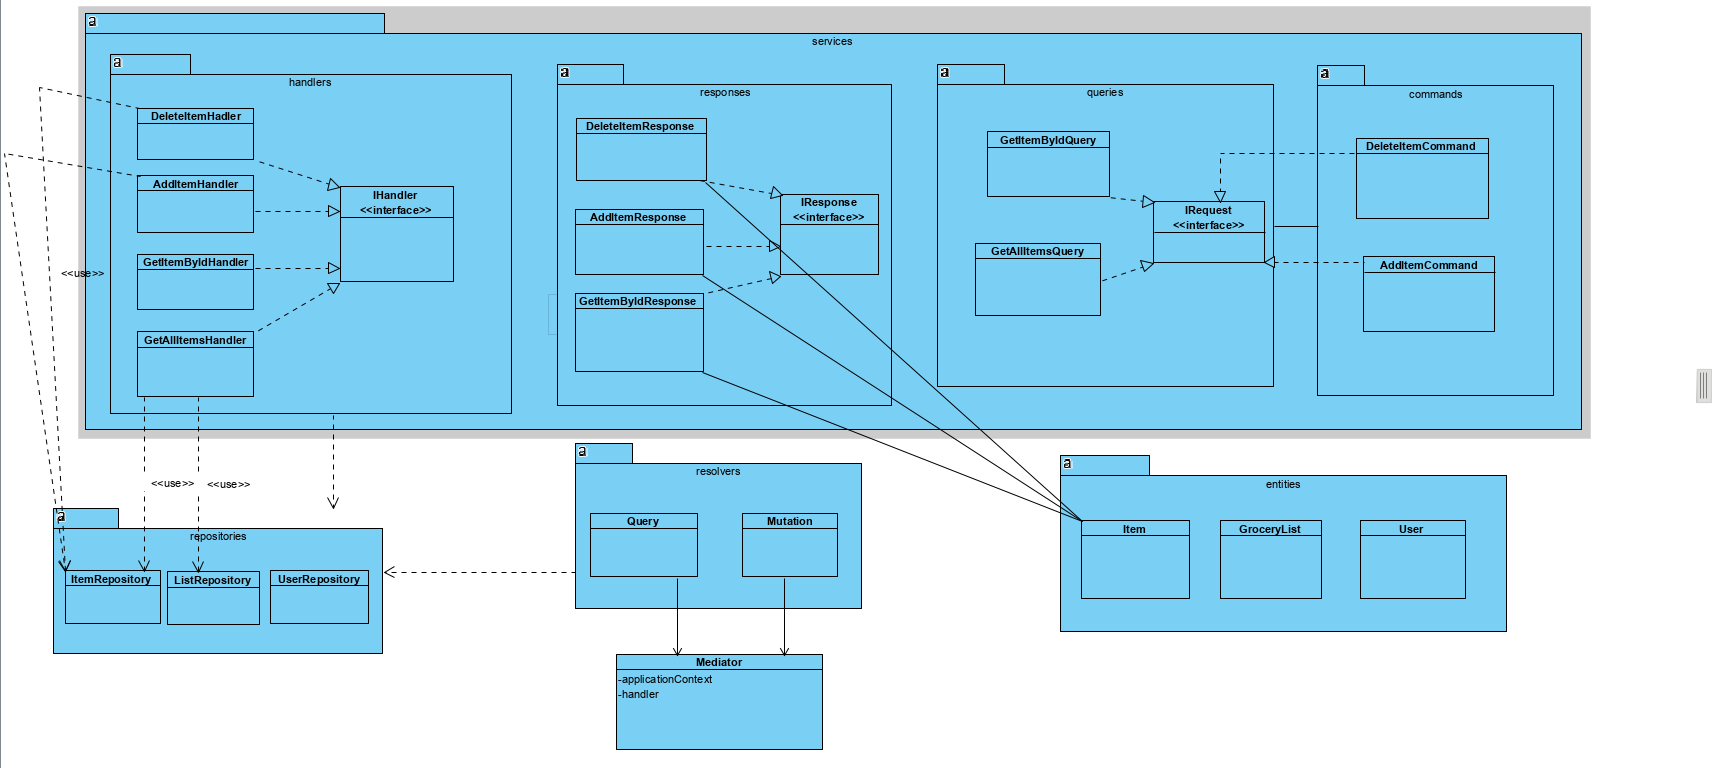 a
services
a
handlers
DeleteItemHadler
AddItemHandler
GetItemByIdHandler
GetAllItemsHandler
IHandler
<<interface>>
a
responses
DeleteItemResponse
AddItemResponse
GetItemByIdResponse
IResponse
<<interface>>
a
queries
GetItemByIdQuery
GetAllItemsQuery
IRequest
<<interface>>
a
commands
DeleteItemCommand
AddItemCommand
<<use>>
<<use>>
<<use>>
a
repositories
ItemRepository
ListRepository
UserRepository
a
resolvers
Query
Mutation
a
entities
Item
GroceryList
User
Mediator
-applicationContext
-handler